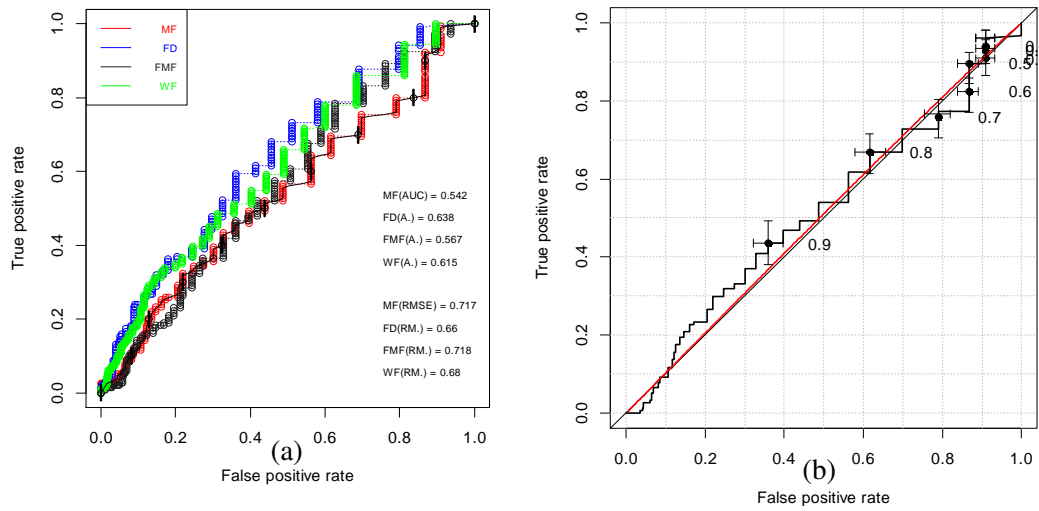 MF
FD
FMF
WF
MF(AUC) = 0.542
FD(A.) = 0.638
FMF(A.) = 0.567
WF(A.) = 0.615
MF(RMSE) = 0.717
FD(RM.) = 0.66
FMF(RM.) = 0.718
WF(RM.) = 0.68
True positive rate
0.0
0.2
0.4
0.6
0.8
1.0
0.0 0.2 0.4 0.6 0.8 1.0
False positive rate
(a)
True positive rate
0.0
0.2
0.4
0.6
0.8
1.0
0.5
0.6
0.7
0.8
0.9
0.0 0.2 0.4 0.6 0.8 1.0
False positive rate
(b)